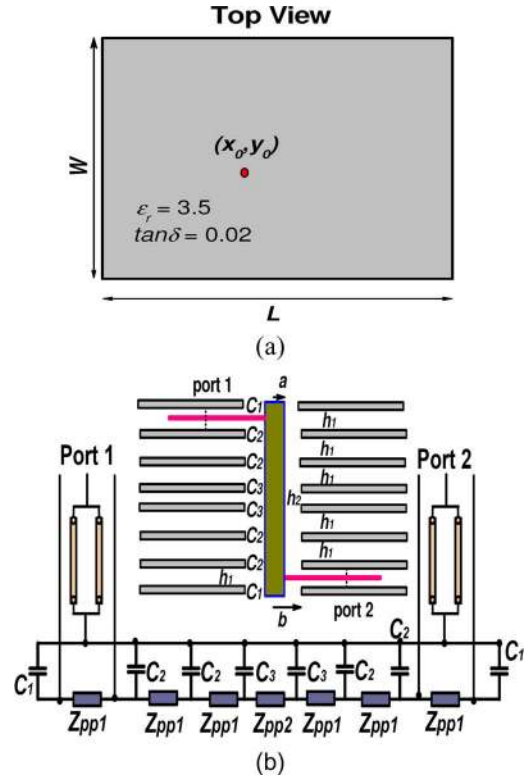 Top View
W
(x₀,y₀)
εᵣ = 3.5
tanδ = 0.02
L
(a)
a
port 1
C₁
h₁
C₂
Port 1
Port 2
h₁
C₂
h₁
C₃
h₂
C₃
h₁
C₂
h₁
C₂
h₁
h₁
C₁
b
port 2
C₂
C₁
C₂
C₂
C₃
C₃
C₂
C₁
Zpp1
Zpp1
Zpp1
Zpp2
Zpp1
Zpp1
Zpp1
(b)